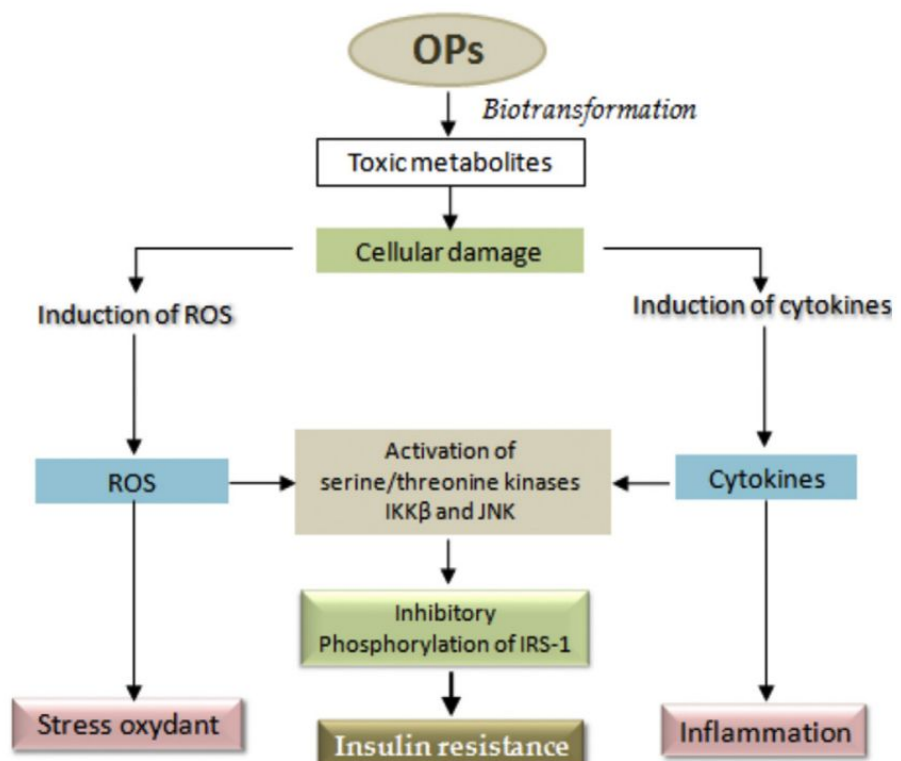 OPs
Biotransformation
Toxic metabolites
Cellular damage
Induction of ROS
Induction of cytokines
Activation of
serine/threonine kinases
IKKβ and JNK
ROS
Cytokines
Inhibitory
Phosphorylation of IRS-1
Stress oxydant
Insulin resistance
Inflammation